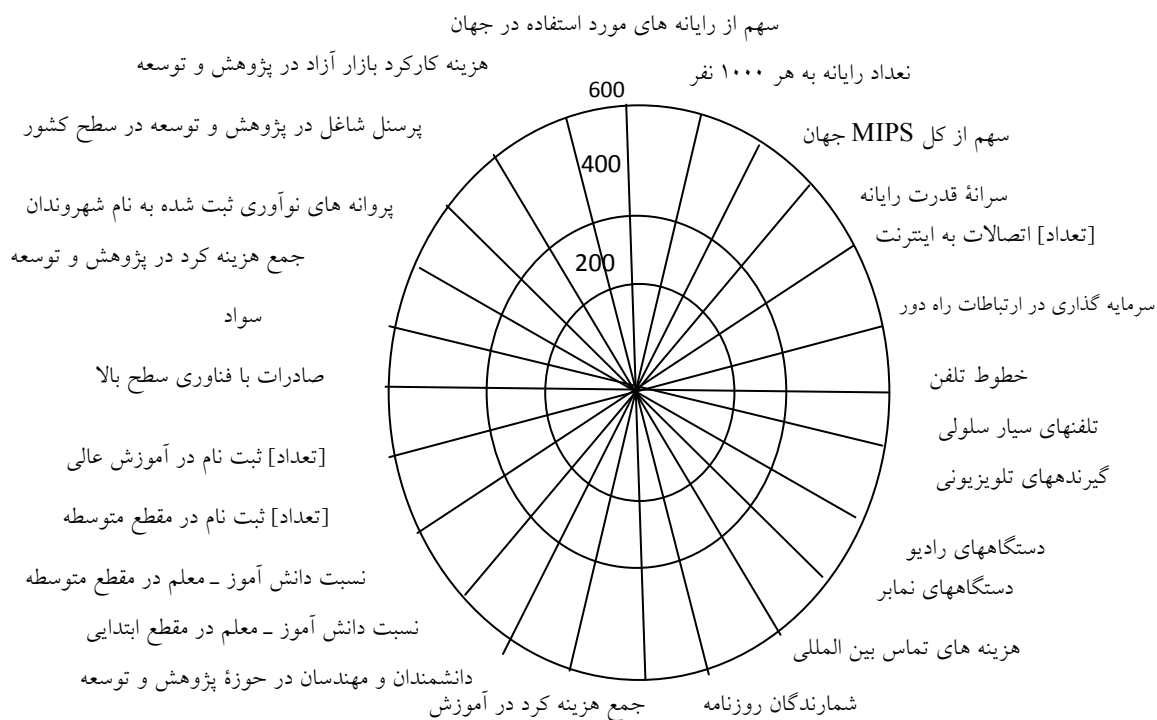 سهم از رایانه های مورد استفاده در جهان
تعداد رایانه به هر ۱۰۰۰ نفر
هزینه کارکرد بازار آزاد در پژوهش و توسعه
600
سهم از کل MIPS جهان
پرسنل شاغل در پژوهش و توسعه در سطح کشور
400
سرانهٔ قدرت رایانه
پروانه های نوآوری ثبت شده به نام شهروندان
[تعداد] اتصالات به اینترنت
جمع هزینه کرد در پژوهش و توسعه
200
سرمایه گذاری در ارتباطات راه دور
سواد
خطوط تلفن
صادرات با فناوری سطح بالا
تلفنهای سیار سلولی
[تعداد] ثبت نام در آموزش عالی
گیرندههای تلویزیونی
[تعداد] ثبت نام در مقطع متوسطه
دستگاههای رادیو
نسبت دانش آموز ـ معلم در مقطع متوسطه
دستگاههای نمابر
نسبت دانش آموز ـ معلم در مقطع ابتدایی
هزینه های تماس بین المللی
دانشمندان و مهندسان در حوزهٔ پژوهش و توسعه
شمارندگان روزنامه
جمع هزینه کرد در آموزش